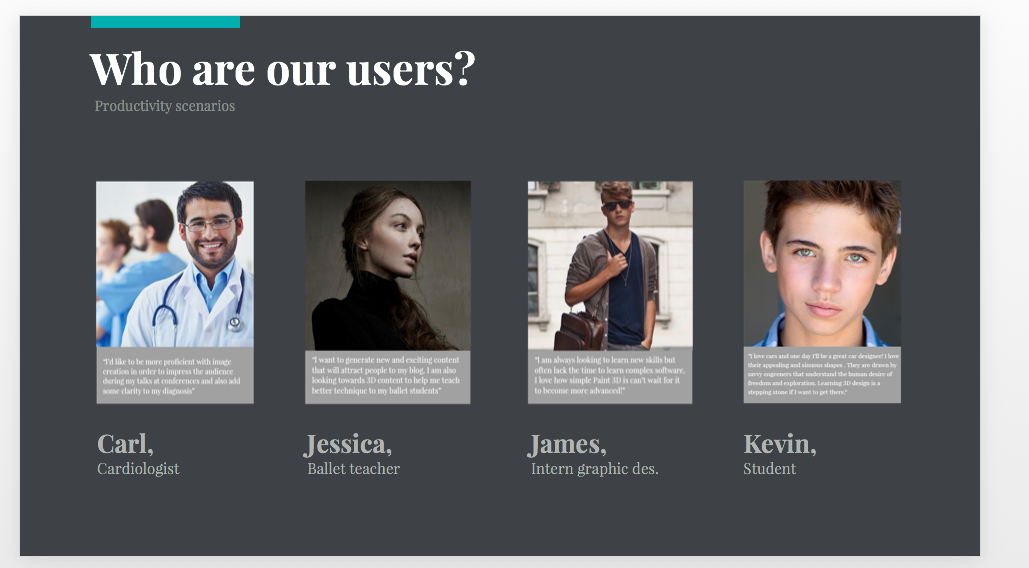 Who are our users?
Productivity scenarios
"I'd like to be more proficient with image
creation in order to impress the audience
during my talks at conferences and also add
some clarity to my diagnosis"
Carl,
Cardiologist
"I want to generate new and exciting content
that will attract people to my blog. I am also
looking towards 3D content to help me teach
better technique to my ballet students"
Jessica,
Ballet teacher
"I am always looking to learn new skills but
often lack the time to learn complex software.
I love how simple Paint 3D is can't wait for it
to become more advanced!"
James,
Intern graphic des.
"I love cars and one day I'll be a great car designer! I love
their appealing and sinuous shapes . They are drawn by
savvy engeneers that understand the human desire of
freedom and exploration. Learning 3D design is a
stepping stone if I want to get there:"
Kevin,
Student